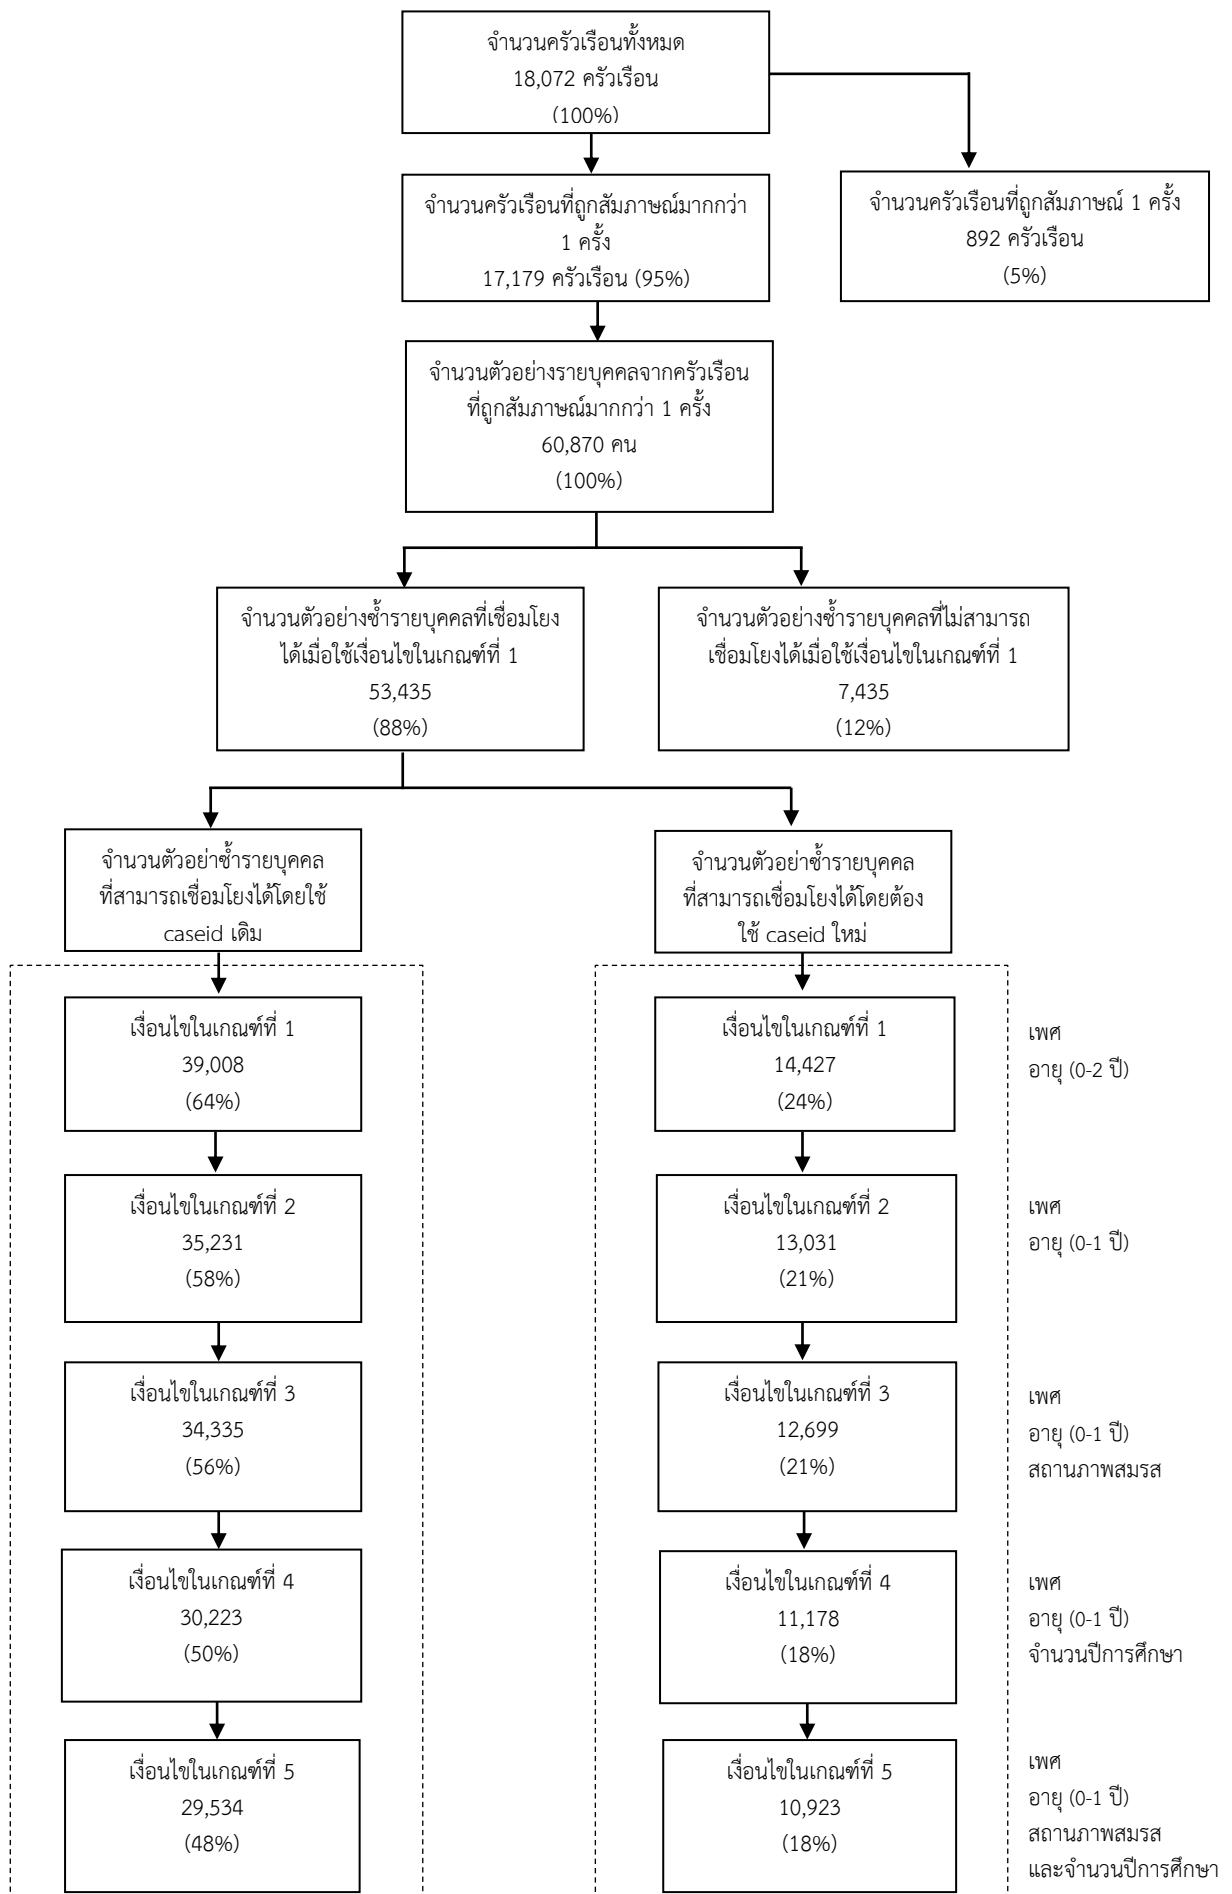 จำนวนครัวเรือนทั้งหมด
18,072 ครัวเรือน
(100%)
จำนวนครัวเรือนที่ถูกสัมภาษณ์มากกว่า
1 ครั้ง
17,179 ครัวเรือน (95%)
จำนวนครัวเรือนที่ถูกสัมภาษณ์ 1 ครั้ง
892 ครัวเรือน
(5%)
จำนวนตัวอย่างรายบุคคลจากครัวเรือน
ที่ถูกสัมภาษณ์มากกว่า 1 ครั้ง
60,870 คน
(100%)
จำนวนตัวอย่างซ้ำรายบุคคลที่เชื่อมโยง
ได้เมื่อใช้เงื่อนไขในเกณฑ์ที่ 1
53,435
(88%)
จำนวนตัวอย่างซ้ำรายบุคคลที่ไม่สามารถ
เชื่อมโยงได้เมื่อใช้เงื่อนไขในเกณฑ์ที่ 1
7,435
(12%)
จำนวนตัวอย่าซ้ำรายบุคคล
ที่สามารถเชื่อมโยงได้โดยใช้
caseid เดิม
จำนวนตัวอย่าซ้ำรายบุคคล
ที่สามารถเชื่อมโยงได้โดยต้อง
ใช้ caseid ใหม่
เงื่อนไขในเกณฑ์ที่ 1
39,008
(64%)
เงื่อนไขในเกณฑ์ที่ 1
14,427
(24%)
เพศ
อายุ (0-2 ปี)
เงื่อนไขในเกณฑ์ที่ 2
35,231
(58%)
เงื่อนไขในเกณฑ์ที่ 2
13,031
(21%)
เพศ
อายุ (0-1 ปี)
เงื่อนไขในเกณฑ์ที่ 3
34,335
(56%)
เงื่อนไขในเกณฑ์ที่ 3
12,699
(21%)
เพศ
อายุ (0-1 ปี)
สถานภาพสมรส
เงื่อนไขในเกณฑ์ที่ 4
30,223
(50%)
เงื่อนไขในเกณฑ์ที่ 4
11,178
(18%)
เพศ
อายุ (0-1 ปี)
จำนวนปีการศึกษา
เงื่อนไขในเกณฑ์ที่ 5
29,534
(48%)
เงื่อนไขในเกณฑ์ที่ 5
10,923
(18%)
เพศ
อายุ (0-1 ปี)
สถานภาพสมรส
และจำนวนปีการศึกษา